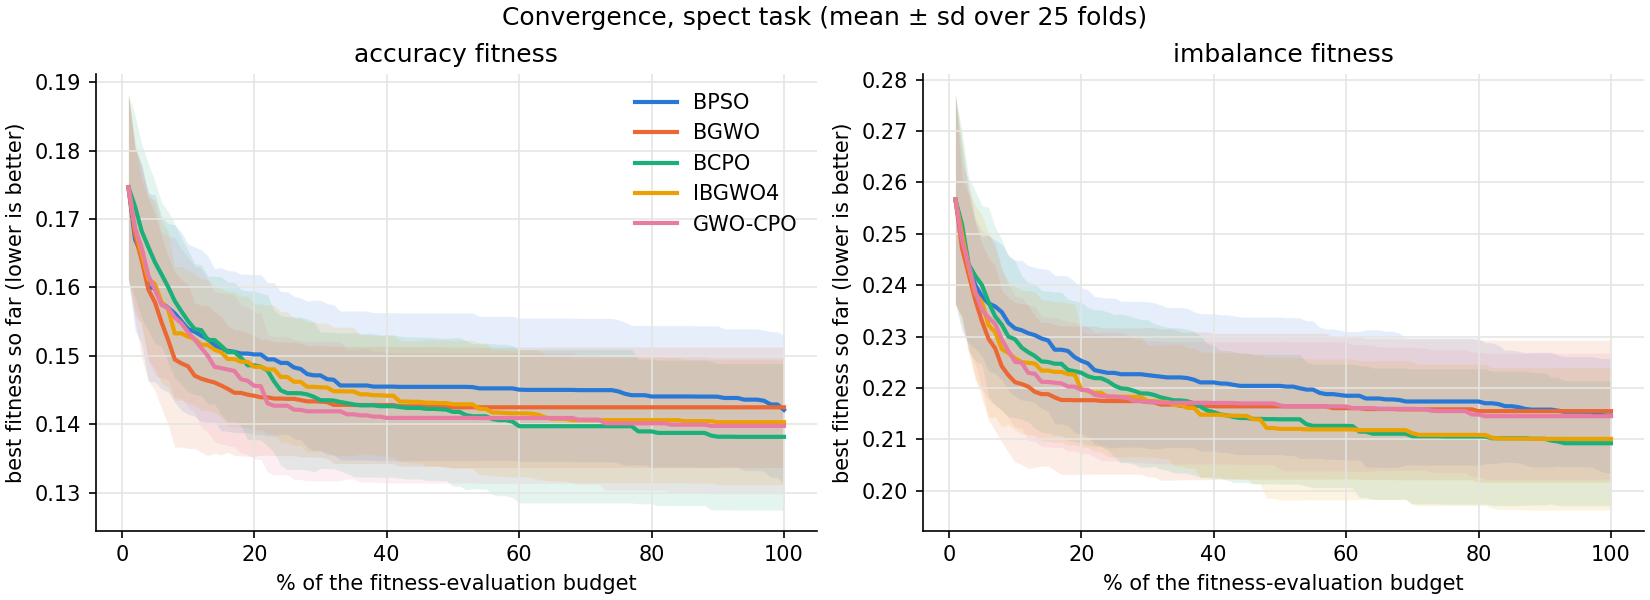 Convergence, spect task (mean ± sd over 25 folds)
accuracy fitness
best fitness so far (lower is better)
0.19
0.18
0.17
0.16
0.15
0.14
0.13
BPSO
BGWO
BCPO
IBGWO4
GWO-CPO
0 20 40 60 80 100
% of the fitness-evaluation budget
imbalance fitness
best fitness so far (lower is better)
0.28
0.27
0.26
0.25
0.24
0.23
0.22
0.21
0.20
0 20 40 60 80 100
% of the fitness-evaluation budget